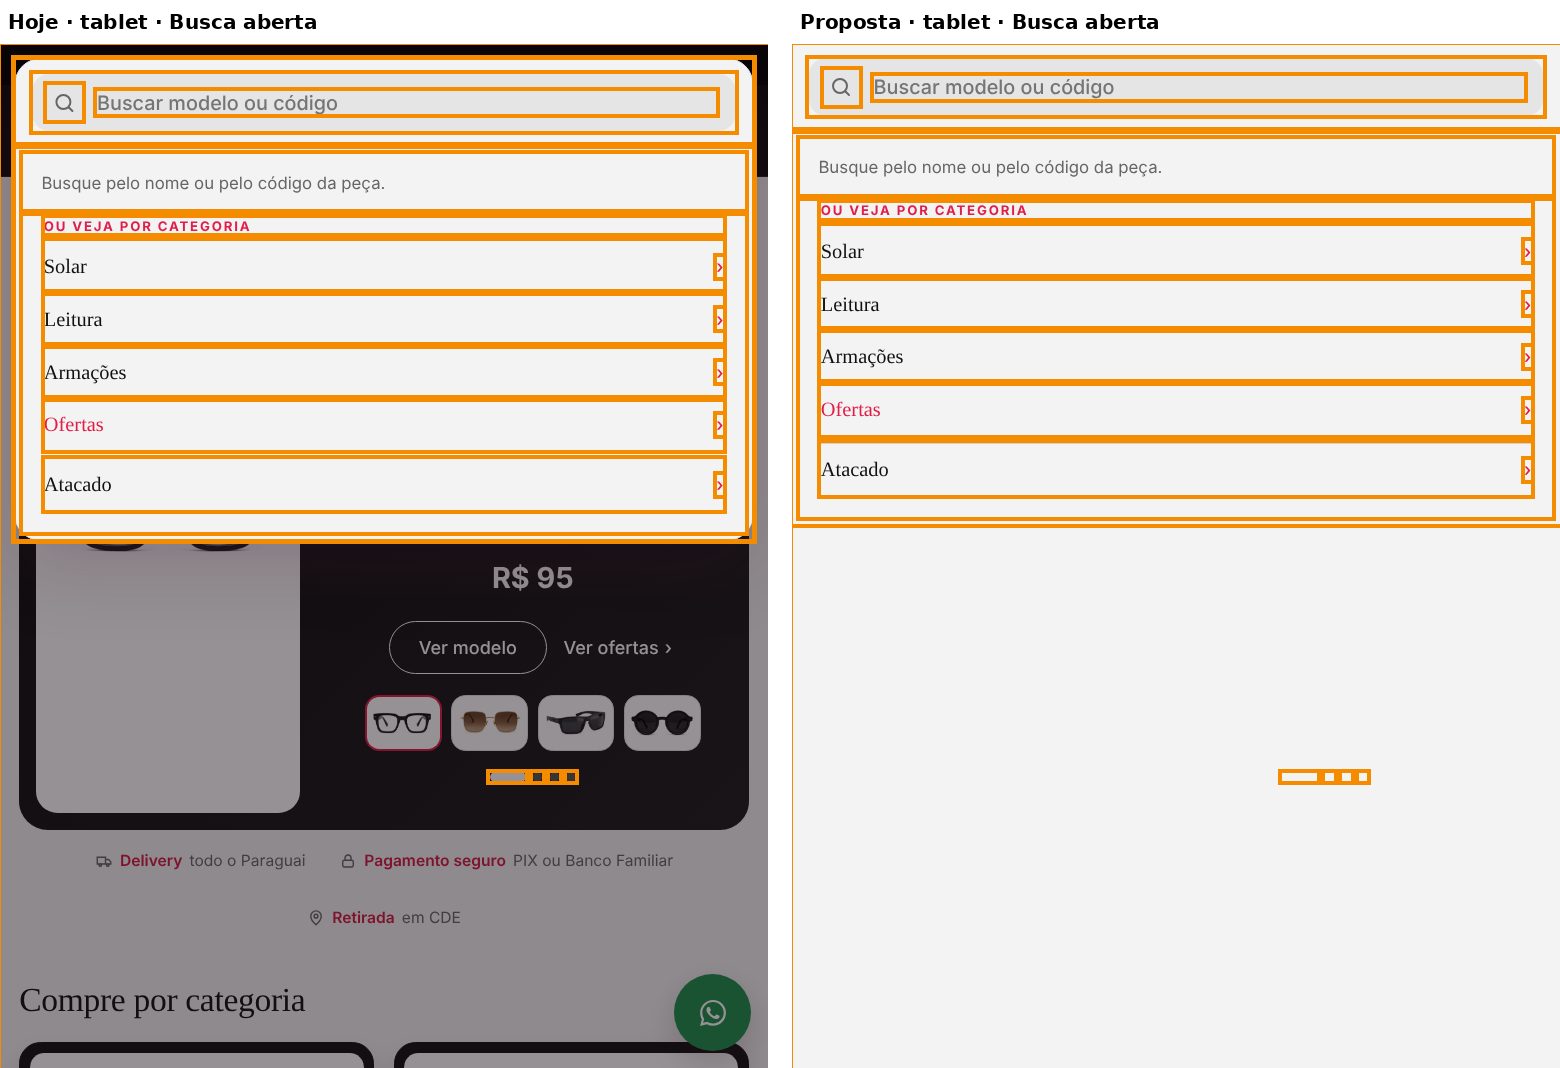 Hoje · tablet · Busca aberta
Buscar modelo ou código
Busque pelo nome ou pelo código da peça.
OU VEJA POR CATEGORIA
Solar ›
Leitura ›
Armações ›
Ofertas ›
Atacado ›
R$ 95
Ver modelo
Ver ofertas ›
Delivery todo o Paraguai
Pagamento seguro PIX ou Banco Familiar
Retirada em CDE
Compre por categoria
Proposta · tablet · Busca aberta
Buscar modelo ou código
Busque pelo nome ou pelo código da peça.
OU VEJA POR CATEGORIA
Solar ›
Leitura ›
Armações ›
Ofertas ›
Atacado ›